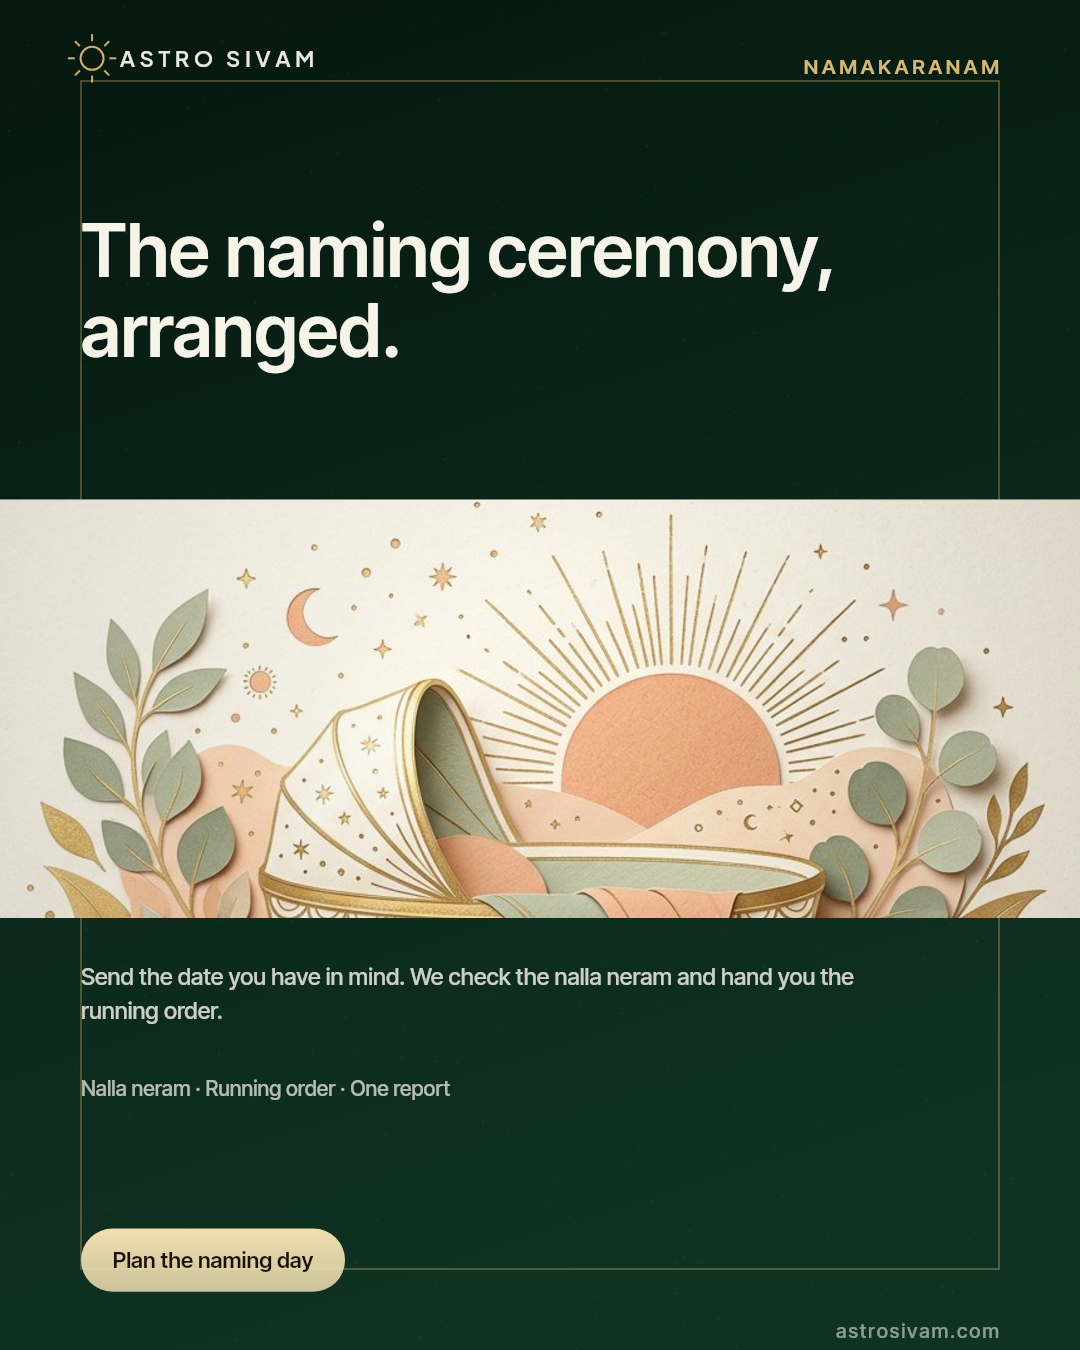 ASTRO SIVAM
NAMAKARANAM
The naming ceremony,
arranged.
Send the date you have in mind. We check the nalla neram and hand you the
running order.
Nalla neram · Running order · One report
Plan the naming day
astrosivam.com